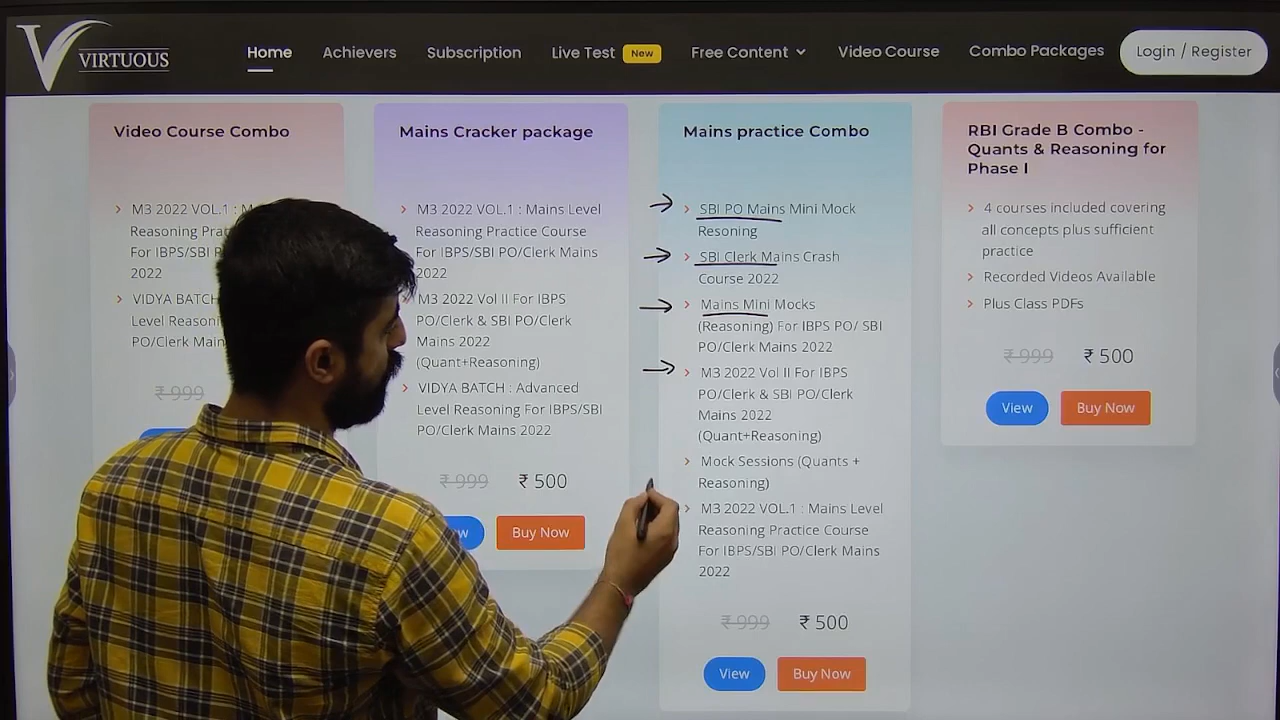 VIRTUOUS
Home
Achievers
Subscription
Live Test New
Free Content
Video Course
Combo Packages
Login / Register
Video Course Combo
M3 2022 VOL.1 : M
Reasoning Prac
For IBPS/SBI P
2022
VIDYA BATCH
Level Reasoni
PO/Clerk Main
₹ 999
Mains Cracker package
M3 2022 VOL.1 : Mains Level
Reasoning Practice Course
For IBPS/SBI PO/Clerk Mains
2022
M3 2022 Vol II For IBPS
PO/Clerk & SBI PO/Clerk
Mains 2022
(Quant+Reasoning)
VIDYA BATCH : Advanced
Level Reasoning For IBPS/SBI
PO/Clerk Mains 2022
₹ 999 ₹ 500
ew Buy Now
Mains practice Combo
SBI PO Mains Mini Mock
Resoning
SBI Clerk Mains Crash
Course 2022
Mains Mini Mocks
(Reasoning) For IBPS PO/ SBI
PO/Clerk Mains 2022
M3 2022 Vol II For IBPS
PO/Clerk & SBI PO/Clerk
Mains 2022
(Quant+Reasoning)
Mock Sessions (Quants +
Reasoning)
M3 2022 VOL.1 : Mains Level
Reasoning Practice Course
For IBPS/SBI PO/Clerk Mains
2022
₹ 999 ₹ 500
View Buy Now
RBI Grade B Combo -
Quants & Reasoning for
Phase I
4 courses included covering
all concepts plus sufficient
practice
Recorded Videos Available
Plus Class PDFs
₹ 999 ₹ 500
View Buy Now